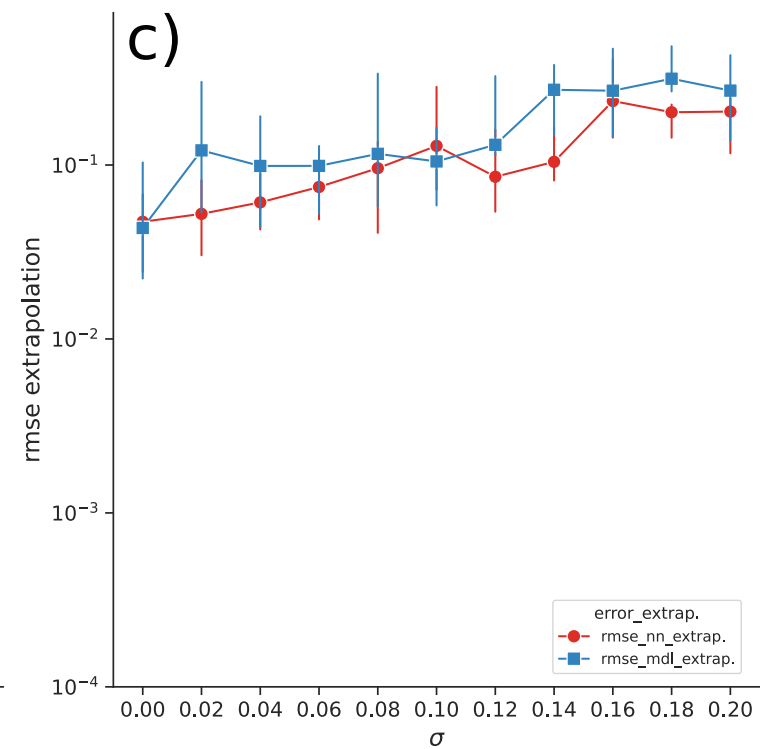 c)
rmse extrapolation
10⁻¹
10⁻²
10⁻³
10⁻⁴
error_extrap.
rmse_nn_extrap.
rmse_mdl_extrap.
0.00 0.02 0.04 0.06 0.08 0.10 0.12 0.14 0.16 0.18 0.20
σ